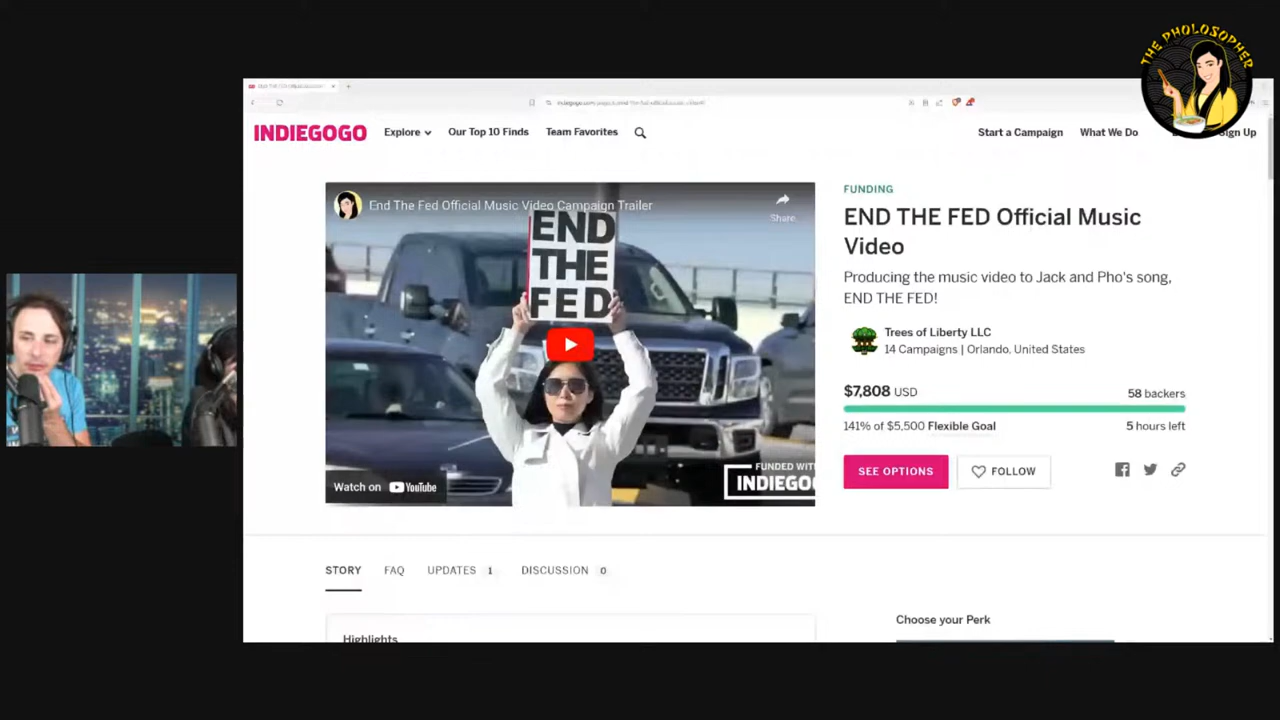 THE PHOLOSOPHER
INDIEGOGO
Explore
Our Top 10 Finds
Team Favorites
Start a Campaign
What We Do
Sign Up
End The Fed Official Music Video Campaign Trailer
Share
END
THE
FED
Watch on YouTube
FUNDED WITH
INDIEGOGO
FUNDING
END THE FED Official Music
Video
Producing the music video to Jack and Pho's song,
END THE FED!
Trees of Liberty LLC
14 Campaigns | Orlando, United States
$7,808 USD
58 backers
141% of $5,500 Flexible Goal
5 hours left
SEE OPTIONS
FOLLOW
STORY
FAQ
UPDATES 1
DISCUSSION 0
Highlights
Choose your Perk